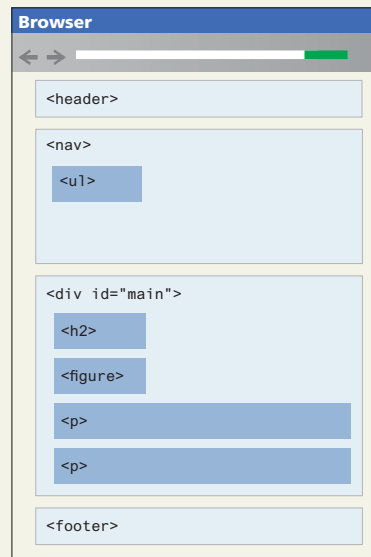 Browser
<header>
<nav>
<ul>
<div id="main">
<h2>
<figure>
<p>
<p>
<footer>